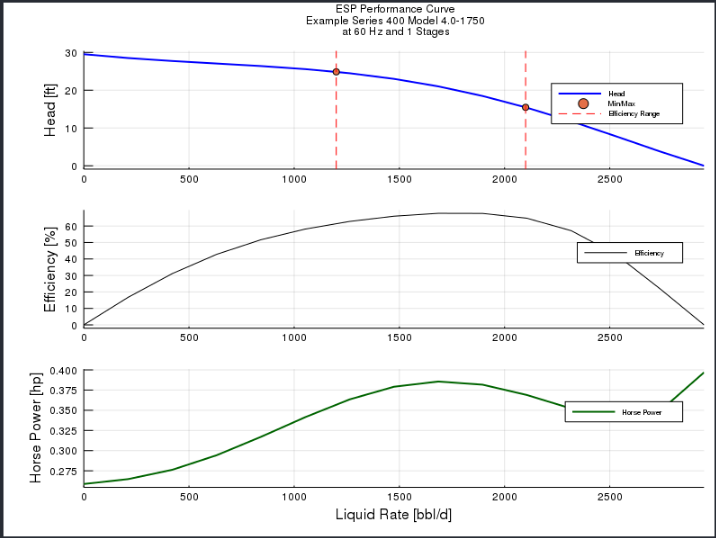 ESP Performance Curve
Example Series 400 Model 4.0-1750
at 60 Hz and 1 Stages
Head [ft]
30
20
10
0
Head
Min/Max
Efficiency Range
0 500 1000 1500 2000 2500
Efficiency [%]
60
50
40
30
20
10
0
Efficiency
0 500 1000 1500 2000 2500
Horse Power [hp]
0.400
0.375
0.350
0.325
0.300
0.275
Horse Power
0 500 1000 1500 2000 2500
Liquid Rate [bbl/d]